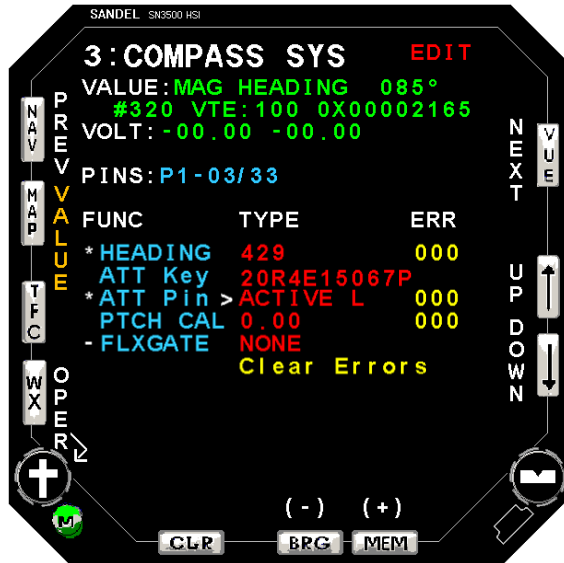 SANDEL SN3500 HSI
3:COMPASS SYS EDIT
VALUE:MAG HEADING 085°
#320 VTE:100 0X00002165
VOLT:-00.00 -00.00
PINS:P1-03/33
FUNC TYPE ERR
*HEADING 429 000
ATT Key 20R4E15067P
*ATT Pin >ACTIVE L 000
PTCH CAL 0.00 000
-FLXGATE NONE
Clear Errors
NAV
MAP
TFC
WX
PREV VALUE
OPER
VUE
NEXT
UP
DOWN
M
(-) (+)
CLR BRG MEM